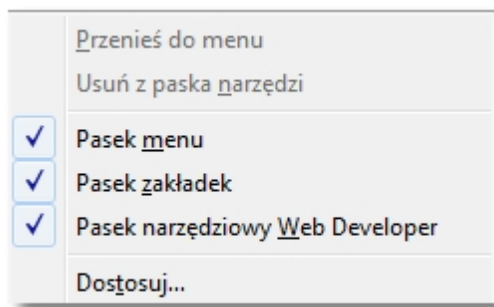 Przenieś do menu
Usuń z paska narzędzi
Pasek menu
Pasek zakładek
Pasek narzędziowy Web Developer
Dostosuj...